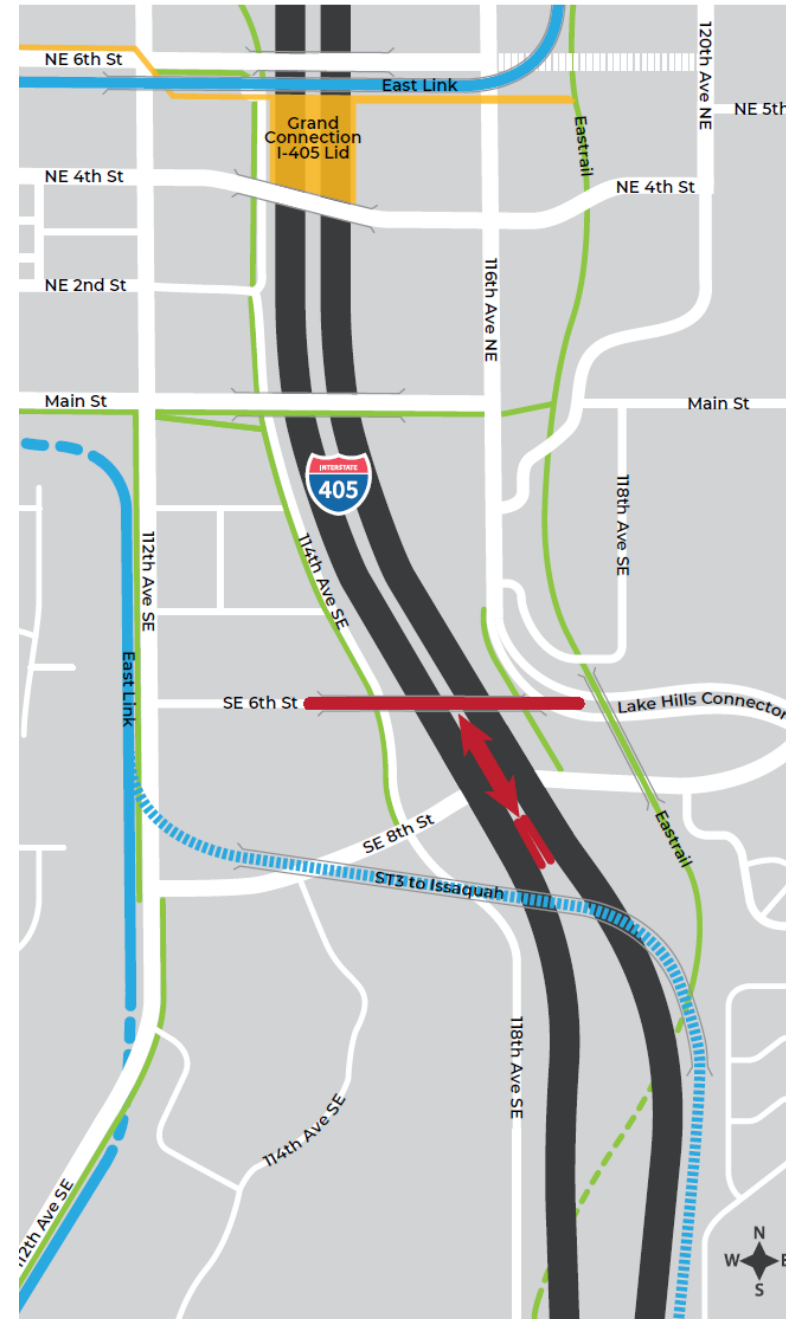 120th Ave NE
NE 6th St
East Link
NE 5th
Grand
Connection
I-405 Lid
Eastrail
NE 4th St
NE 4th St
NE 2nd St
116th Ave NE
Main St
Main St
INTERSTATE
405
118th Ave SE
112th Ave SE
114th Ave SE
East Link
SE 6th St
Lake Hills Connector
SE 8th St
Eastrail
ST3 to Issaquah
118th Ave SE
114th Ave SE
12th Ave SE
N
W
E
S